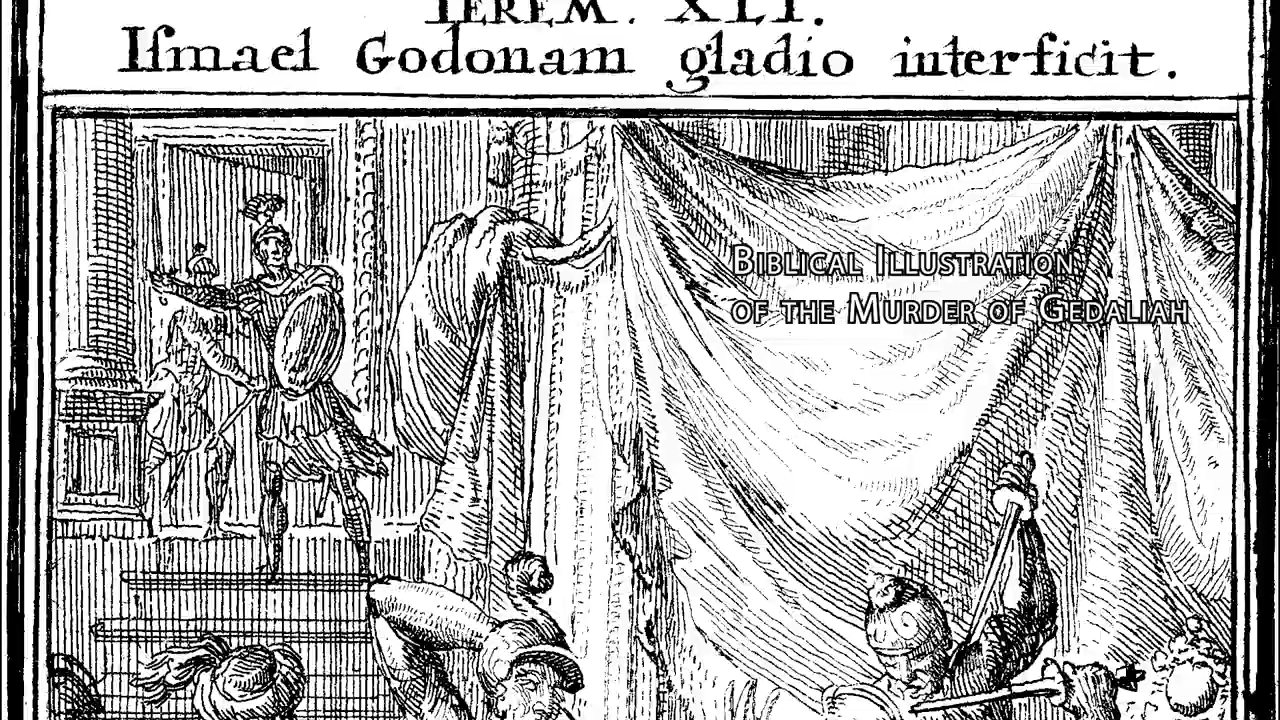 IEREM. XLI.
Iſmael Godonam gladio interficit.
Biblical Illustration
of the Murder of Gedaliah